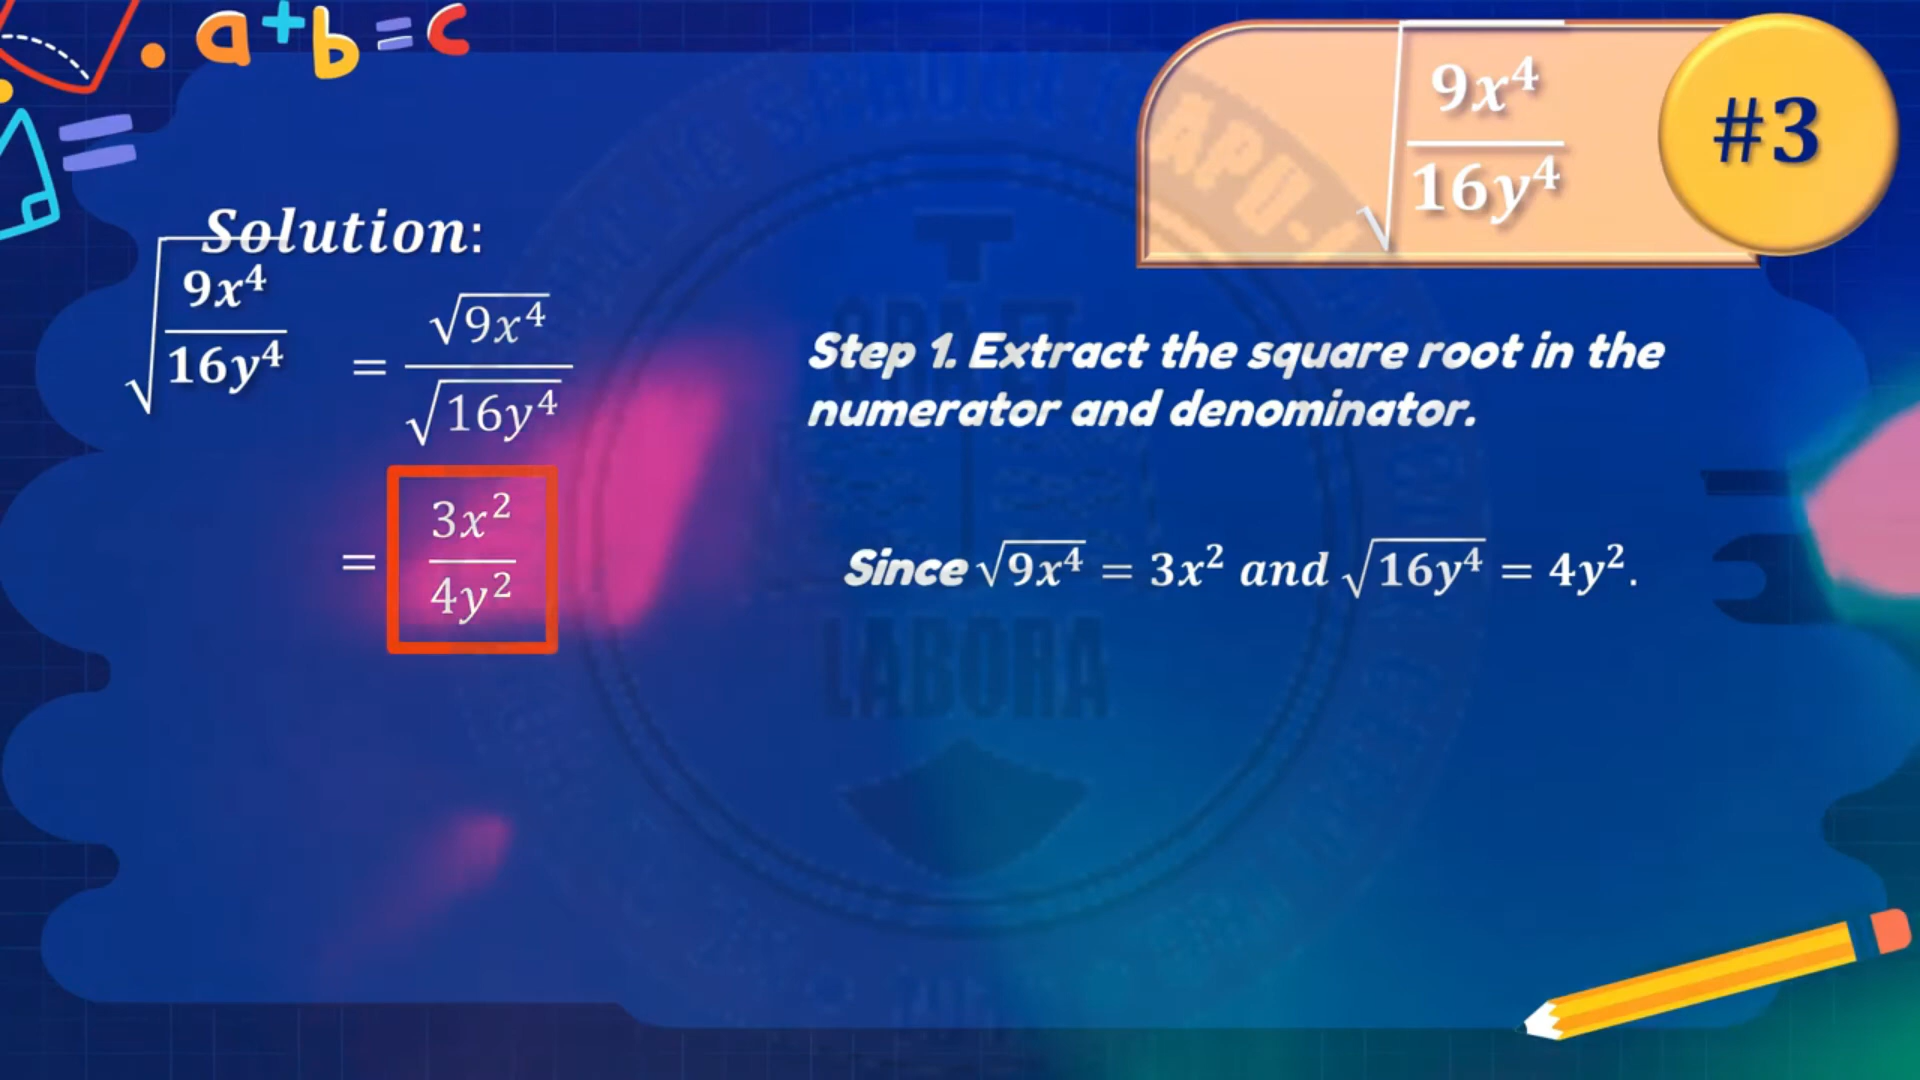 a+b=c
√(9x⁴/16y⁴)
#3
Solution:
√(9x⁴/16y⁴) = √9x⁴/√16y⁴
= 3x²/4y²
Step 1. Extract the square root in the
numerator and denominator.
Since √9x⁴ = 3x² and √16y⁴ = 4y².
LABORA